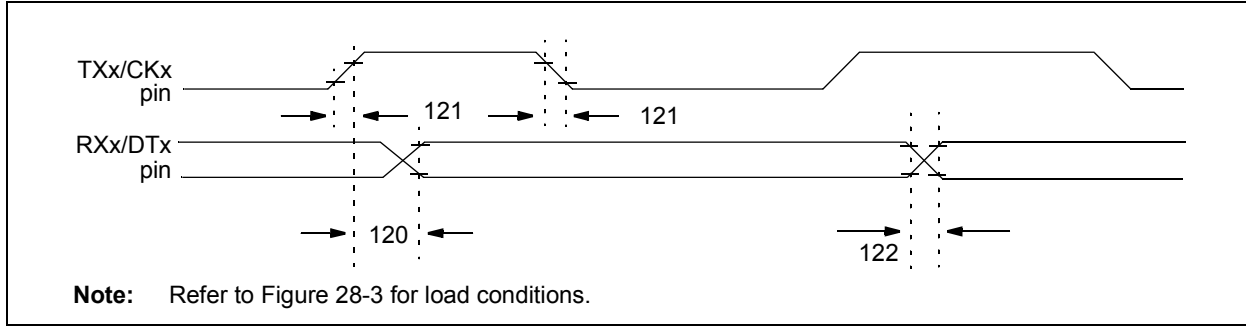 TXx/CKx
pin
121
121
RXx/DTx
pin
120
122
Note: Refer to Figure 28-3 for load conditions.